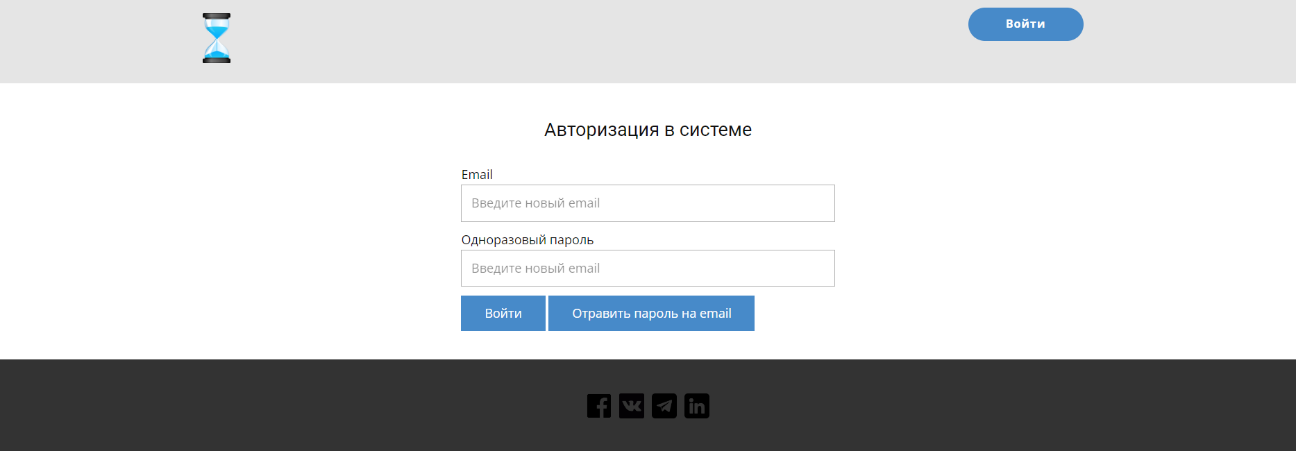 Войти
Авторизация в системе
Email
Введите новый email
Одноразовый пароль
Введите новый email
Войти
Отравить пароль на email